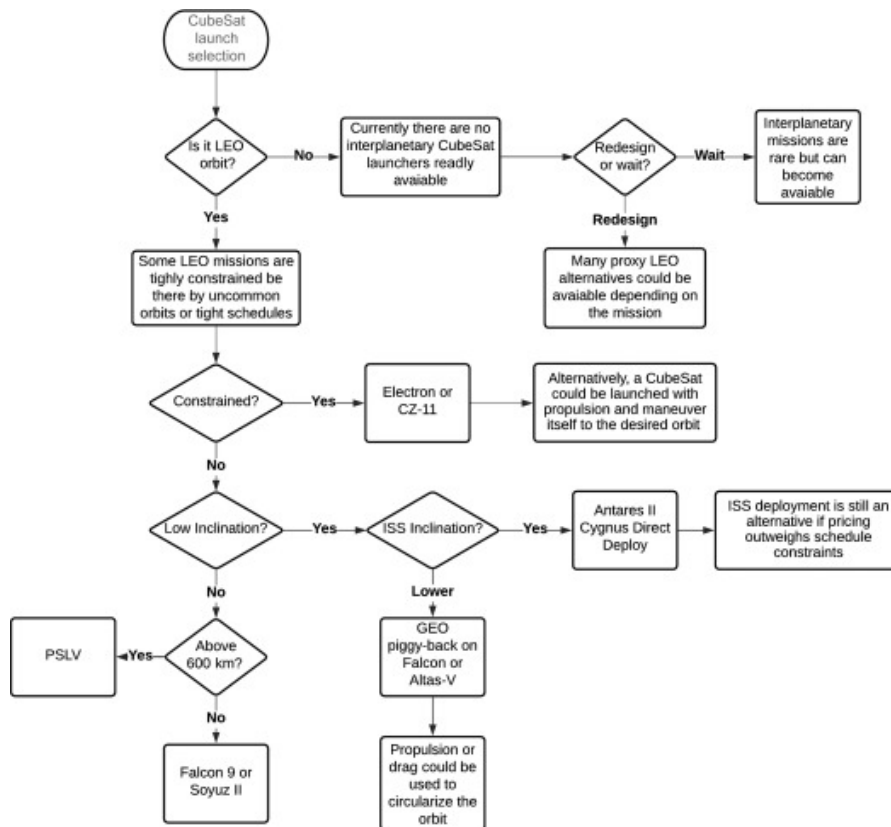 CubeSat
launch
selection
Is it LEO
orbit?
No
Currently there are no
interplanetary CubeSat
launchers readly
avaiable
Redesign
or wait?
Wait
Interplanetary
missions are
rare but can
become
avaiable
Yes
Redesign
Some LEO missions are
tighly constrained be
there by uncommon
orbits or tight schedules
Many proxy LEO
alternatives could be
avaiable depending on
the mission
Constrained?
Yes
Electron or
CZ-11
Alternatively, a CubeSat
could be launched with
propulsion and maneuver
itself to the desired orbit
No
Low Inclination?
Yes
ISS Inclination?
Yes
Antares II
Cygnus Direct
Deploy
ISS deployment is still an
alternative if pricing
outweighs schedule
constraints
No
Lower
PSLV
Yes
Above
600 km?
GEO
piggy-back on
Falcon or
Altas-V
No
Falcon 9 or
Soyuz II
Propulsion or
drag could be
used to
circularize the
orbit